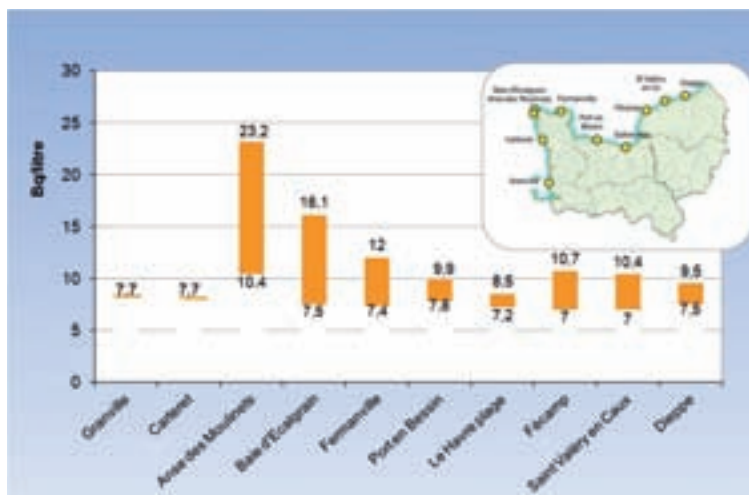 30
25
20
15
10
5
0
Bq/litre
7,7
7,7
23,2
10,4
16,1
7,5
12
7,4
9,9
7,8
8,5
7,2
10,7
7
10,4
7
9,5
7,5
Granville
Carteret
Anse des Moulinets
Baie d'Ecalgrain
Fermanville
Port en Bessin
Le Havre plage
Fécamp
Saint Valéry en Caux
Dieppe